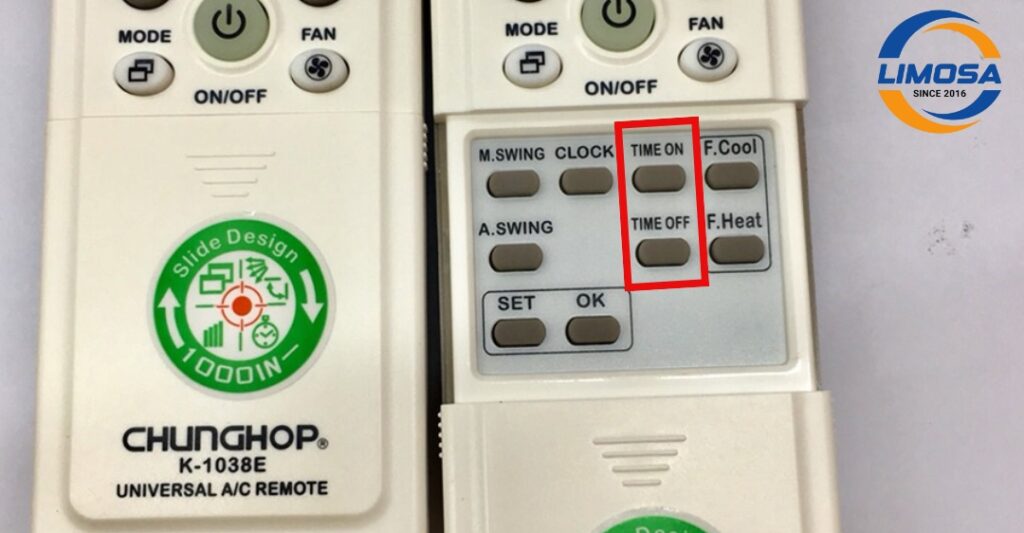 MODE
FAN
ON/OFF
Slide Design
1000IN
CHUNGHOP®
K-1038E
UNIVERSAL A/C REMOTE
MODE
FAN
ON/OFF
M.SWING CLOCK TIME ON F.Cool
A.SWING TIME OFF F.Heat
SET OK
LIMOSA
SINCE 2016